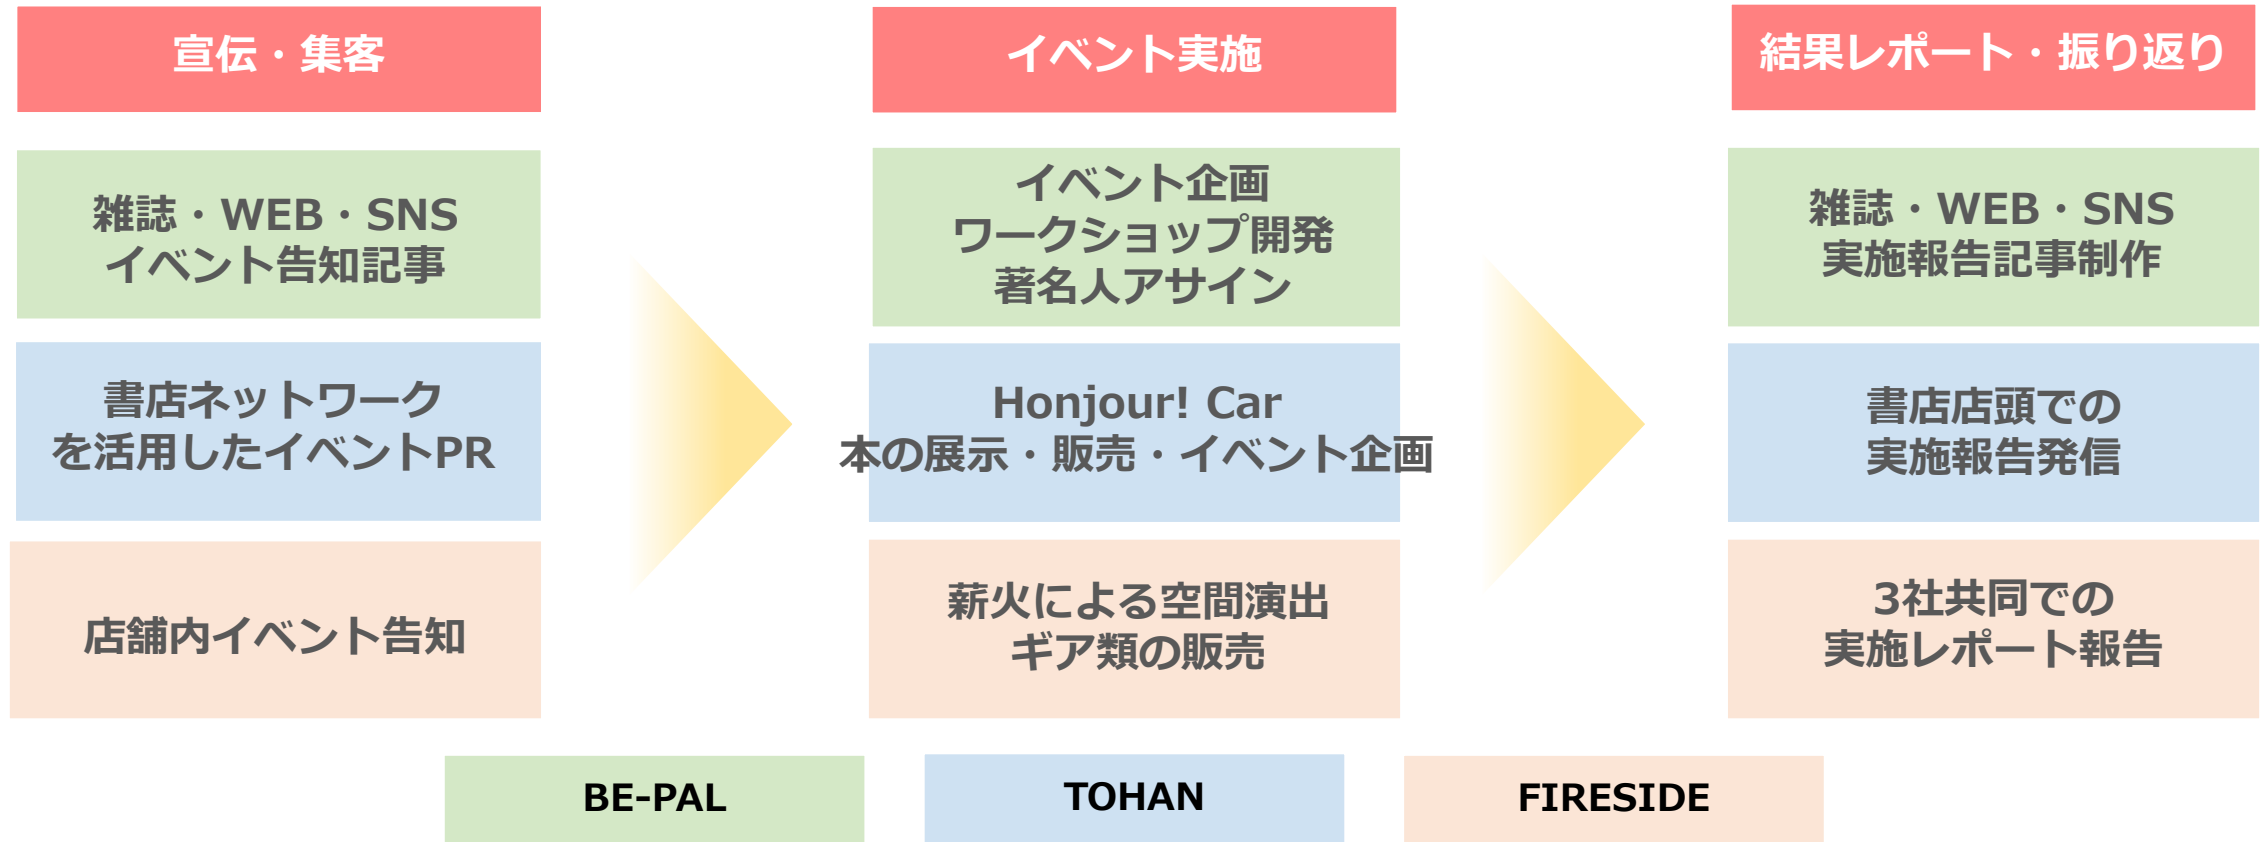 宣伝・集客
イベント実施
結果レポート・振り返り
雑誌・WEB・SNS
イベント告知記事
イベント企画
ワークショップ開発
著名人アサイン
雑誌・WEB・SNS
実施報告記事制作
書店ネットワーク
を活用したイベントPR
Honjour! Car
本の展示・販売・イベント企画
書店店頭での
実施報告発信
店舗内イベント告知
薪火による空間演出
ギア類の販売
3社共同での
実施レポート報告
BE-PAL
TOHAN
FIRESIDE